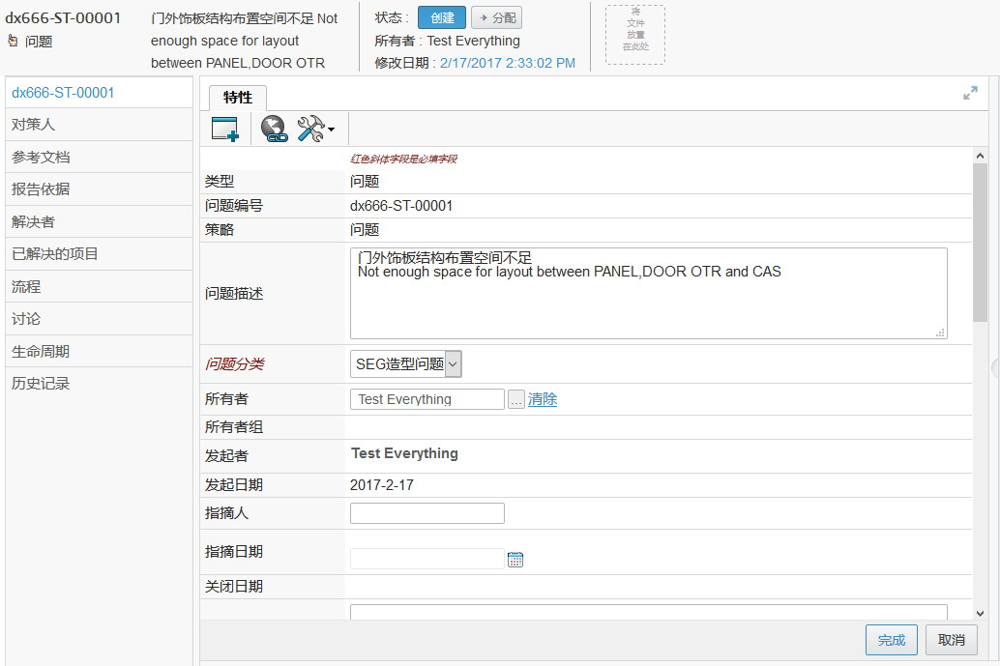 dx666-ST-00001
问题
门外饰板结构布置空间不足 Not
enough space for layout
between PANEL,DOOR OTR
状态 : 创建 分配
所有者 : Test Everything
修改日期 : 2/17/2017 2:33:02 PM
将
文件
放置
在此处
dx666-ST-00001
对策人
参考文档
报告依据
解决者
已解决的项目
流程
讨论
生命周期
历史记录
特性
红色斜体字段是必填字段
类型 问题
问题编号 dx666-ST-00001
策略 问题
问题描述
门外饰板结构布置空间不足
Not enough space for layout between PANEL,DOOR OTR and CAS
问题分类 SEG造型问题
所有者 Test Everything ... 清除
所有者组
发起者 Test Everything
发起日期 2017-2-17
指摘人
指摘日期
关闭日期
完成 取消